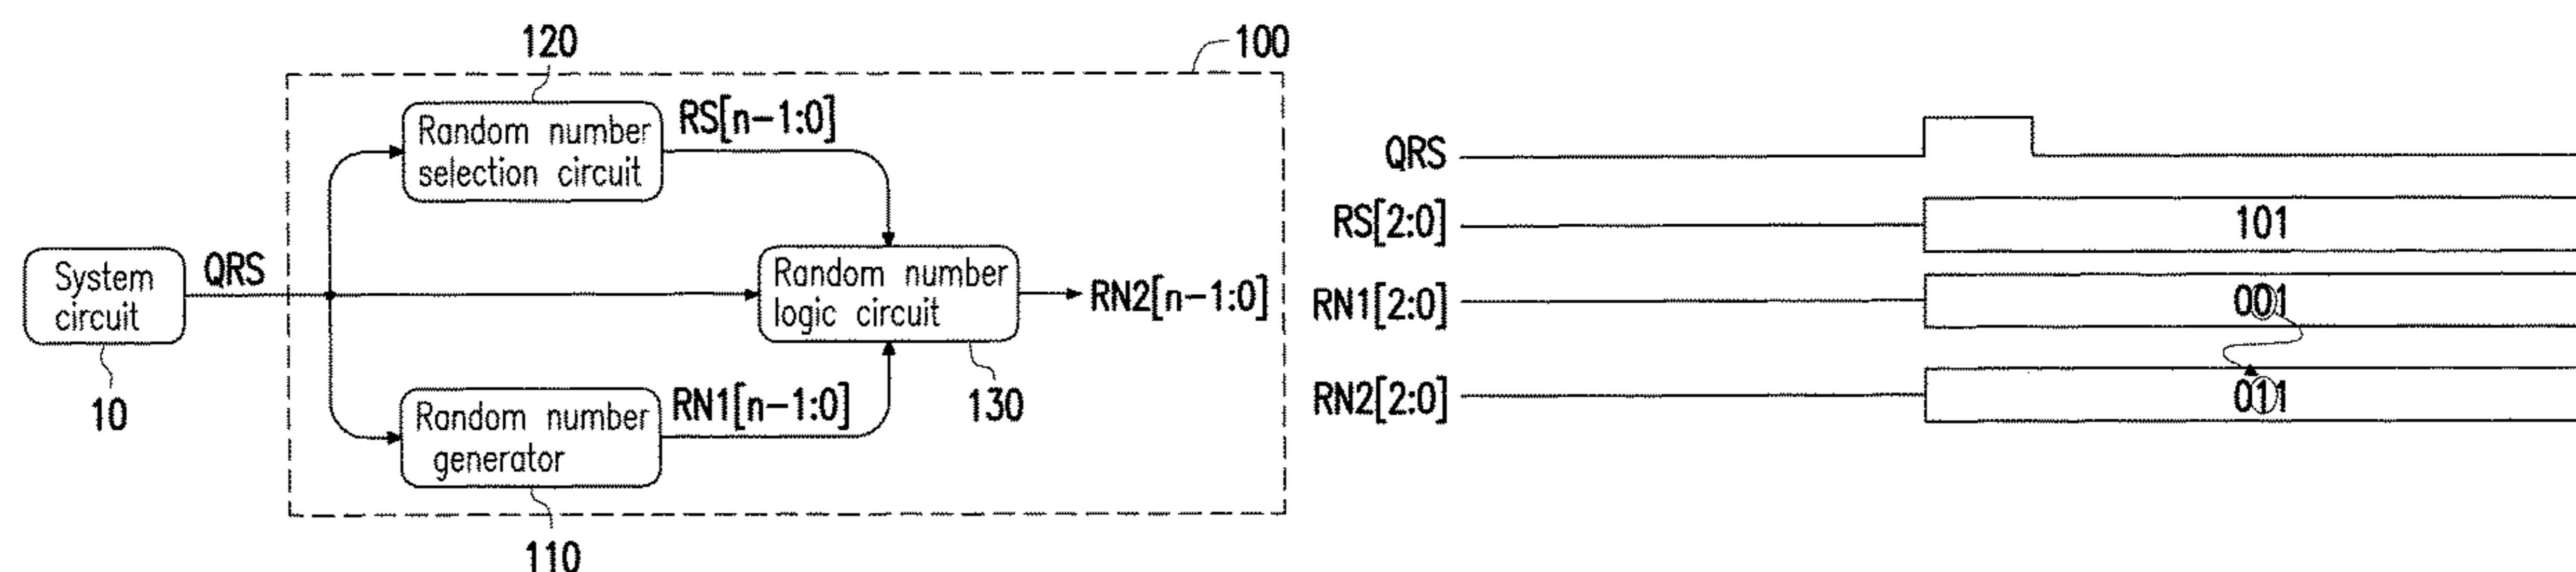 120
100
Random number
selection circuit
RS[n-1:0]
System
circuit
10
QRS
Random number
logic circuit
130
RN2[n-1:0]
Random number
generator
110
RN1[n-1:0]
QRS
RS[2:0]
101
RN1[2:0]
001
RN2[2:0]
011